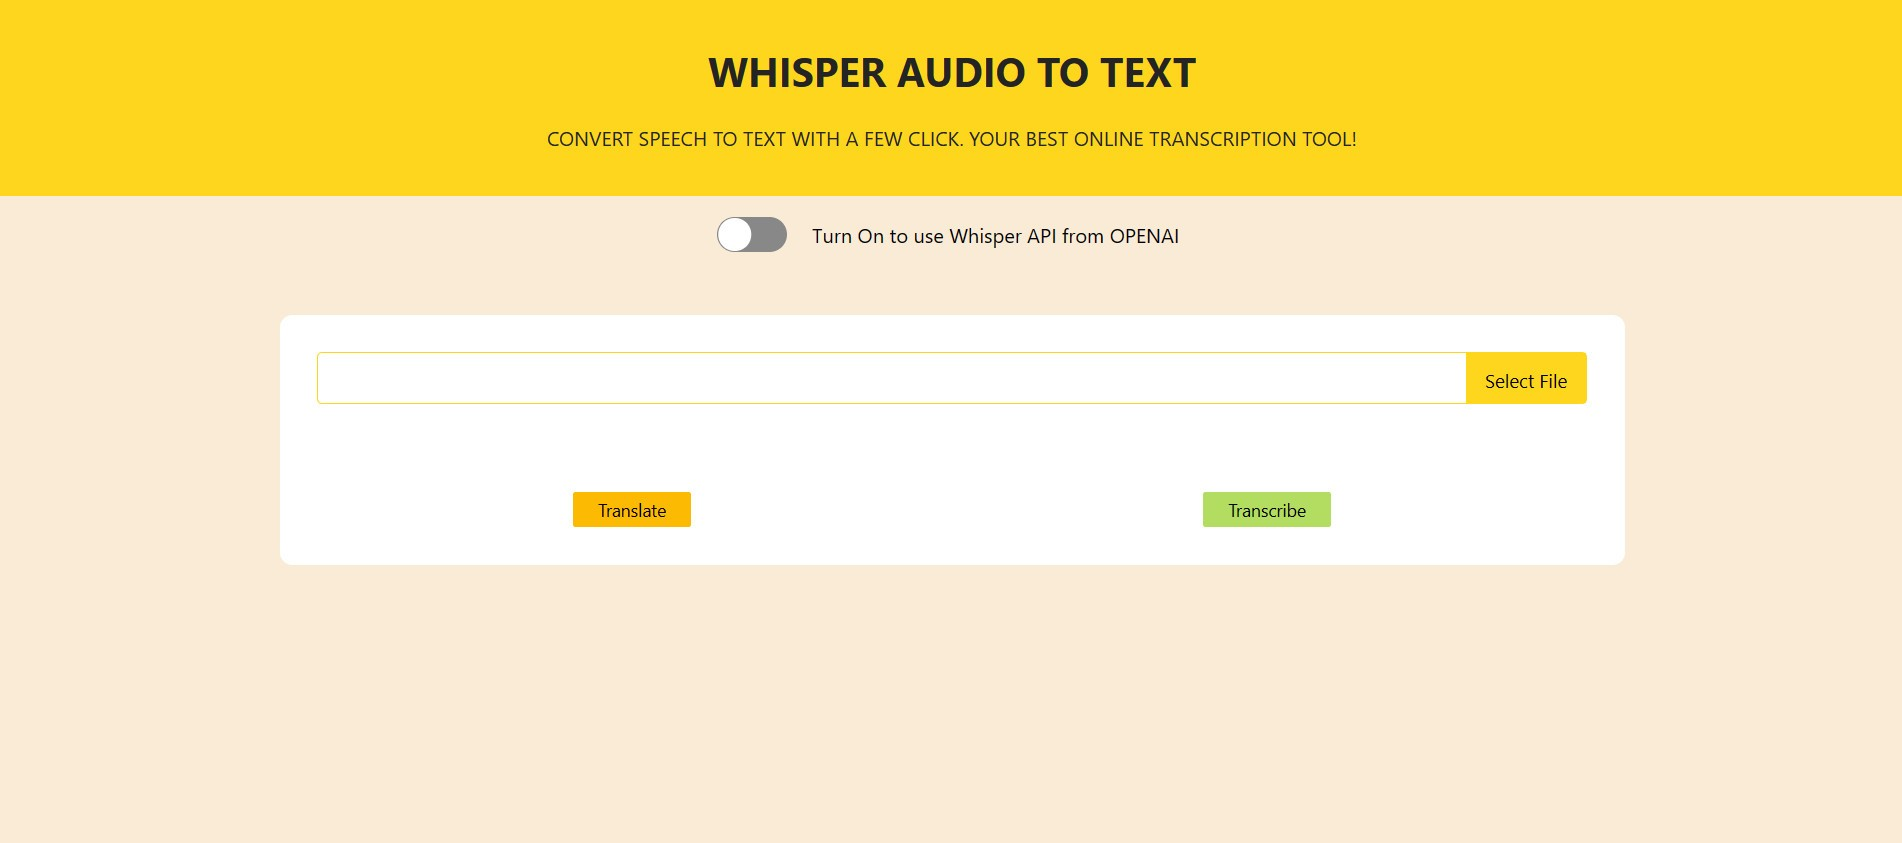 WHISPER AUDIO TO TEXT
CONVERT SPEECH TO TEXT WITH A FEW CLICK. YOUR BEST ONLINE TRANSCRIPTION TOOL!
Turn On to use Whisper API from OPENAI
Select File
Translate
Transcribe